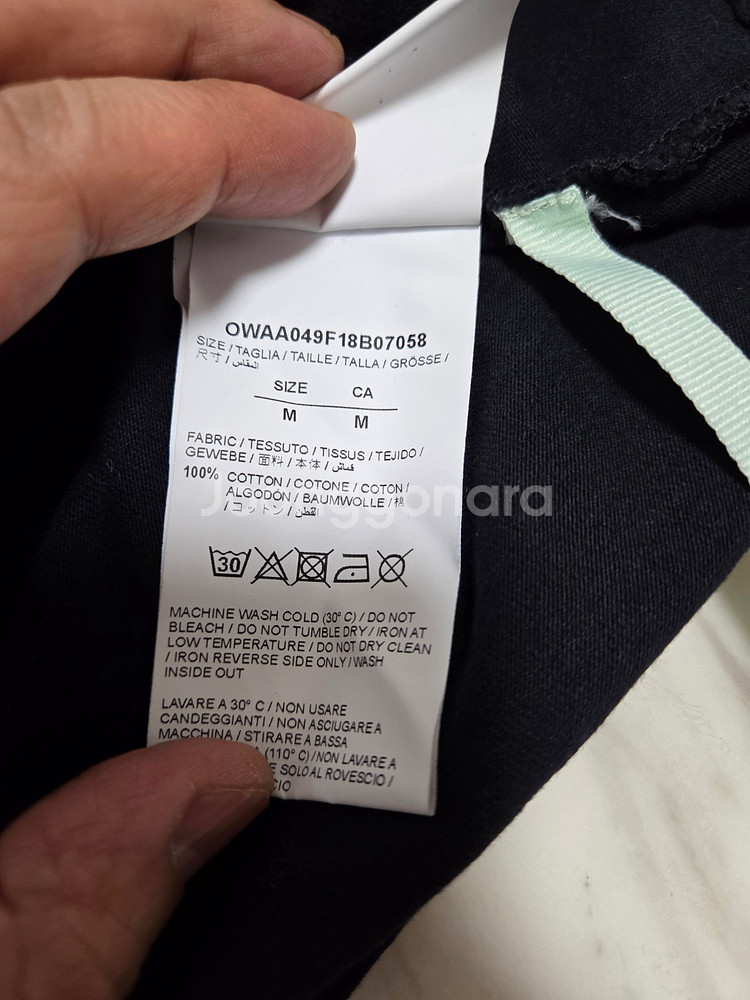 OWAA049F18B07058
SIZE / TAGLIA / TAILLE / TALLA / GRÖSSE /
尺寸 / المقاس
SIZE CA
M M
FABRIC / TESSUTO / TISSUS / TEJIDO /
GEWEBE / 面料 / 本体 / قماش
100% COTTON / COTONE / COTON /
ALGODÓN / BAUMWOLLE / 棉
/ コットン / القطن
30
MACHINE WASH COLD (30° C) / DO NOT
BLEACH / DO NOT TUMBLE DRY / IRON AT
LOW TEMPERATURE / DO NOT DRY CLEAN
/ IRON REVERSE SIDE ONLY / WASH
INSIDE OUT
LAVARE A 30° C / NON USARE
CANDEGGIANTI / NON ASCIUGARE A
MACCHINA / STIRARE A BASSA
(110° C) / NON LAVARE A
SOLO AL ROVESCIO /